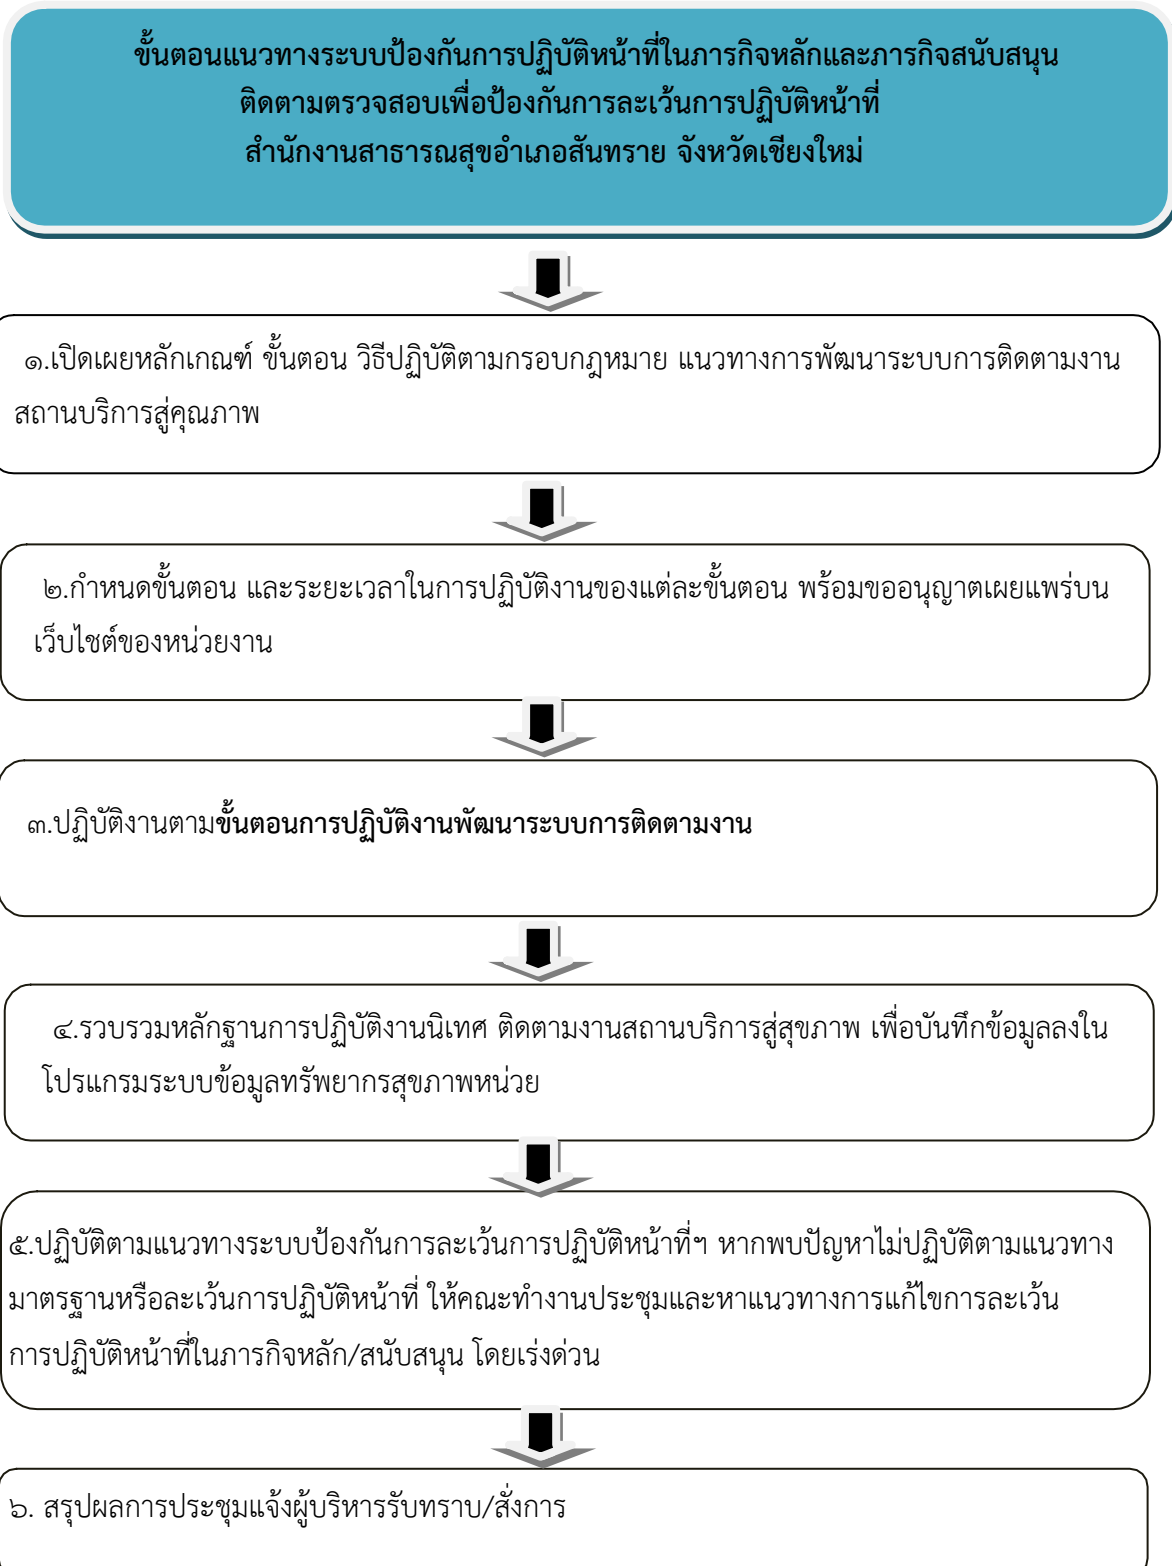 ขั้นตอนแนวทางระบบป้องกันการปฏิบัติหน้าที่ในภารกิจหลักและภารกิจสนับสนุน
ติดตามตรวจสอบเพื่อป้องกันการละเว้นการปฏิบัติหน้าที่
สำนักงานสาธารณสุขอำเภอสันทราย จังหวัดเชียงใหม่
๑.เปิดเผยหลักเกณฑ์ ขั้นตอน วิธีปฏิบัติตามกรอบกฎหมาย แนวทางการพัฒนาระบบการติดตามงาน
สถานบริการสู่คุณภาพ
๒.กำหนดขั้นตอน และระยะเวลาในการปฏิบัติงานของแต่ละขั้นตอน พร้อมขออนุญาตเผยแพร่บน
เว็บไชต์ของหน่วยงาน
๓.ปฏิบัติงานตามขั้นตอนการปฏิบัติงานพัฒนาระบบการติดตามงาน
๔.รวบรวมหลักฐานการปฏิบัติงานนิเทศ ติดตามงานสถานบริการสู่สุขภาพ เพื่อบันทึกข้อมูลลงใน
โปรแกรมระบบข้อมูลทรัพยากรสุขภาพหน่วย
๕.ปฏิบัติตามแนวทางระบบป้องกันการละเว้นการปฏิบัติหน้าที่ฯ หากพบปัญหาไม่ปฏิบัติตามแนวทาง
มาตรฐานหรือละเว้นการปฏิบัติหน้าที่ ให้คณะทำงานประชุมและหาแนวทางการแก้ไขการละเว้น
การปฏิบัติหน้าที่ในภารกิจหลัก/สนับสนุน โดยเร่งด่วน
๖. สรุปผลการประชุมแจ้งผู้บริหารรับทราบ/สั่งการ